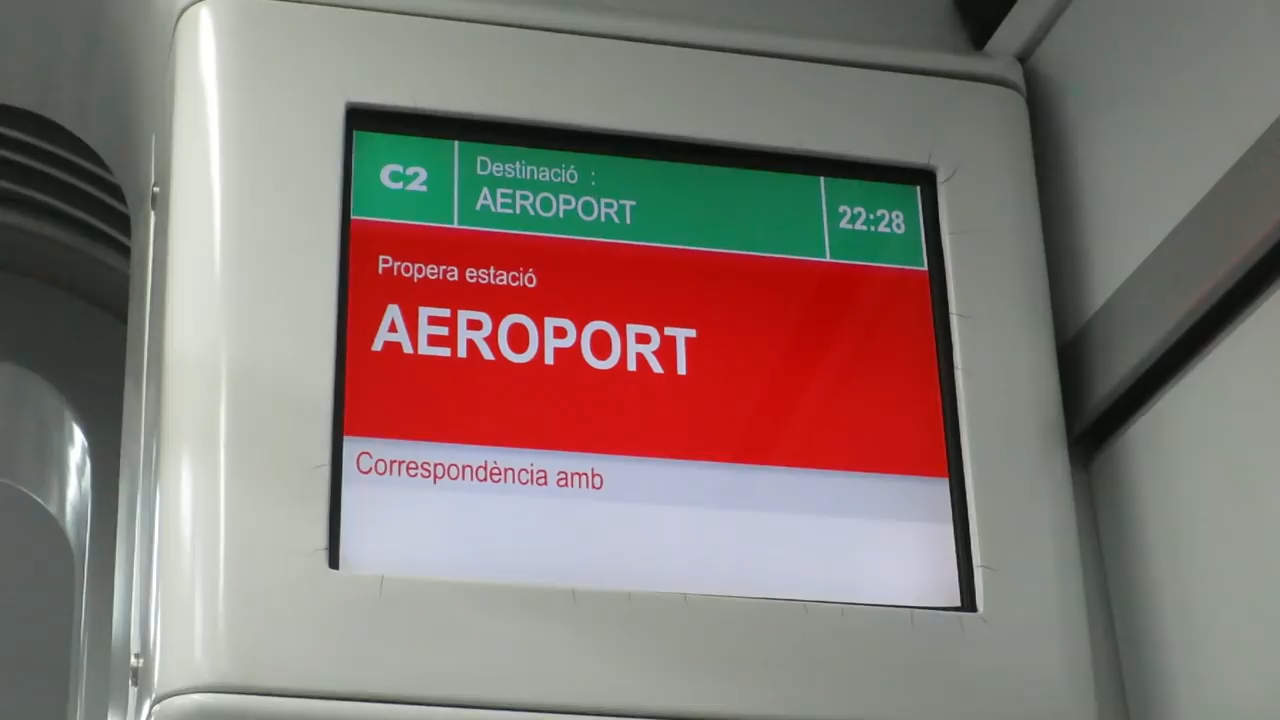 C2
Destinació :
AEROPORT
22:28
Propera estació
AEROPORT
Correspondència amb